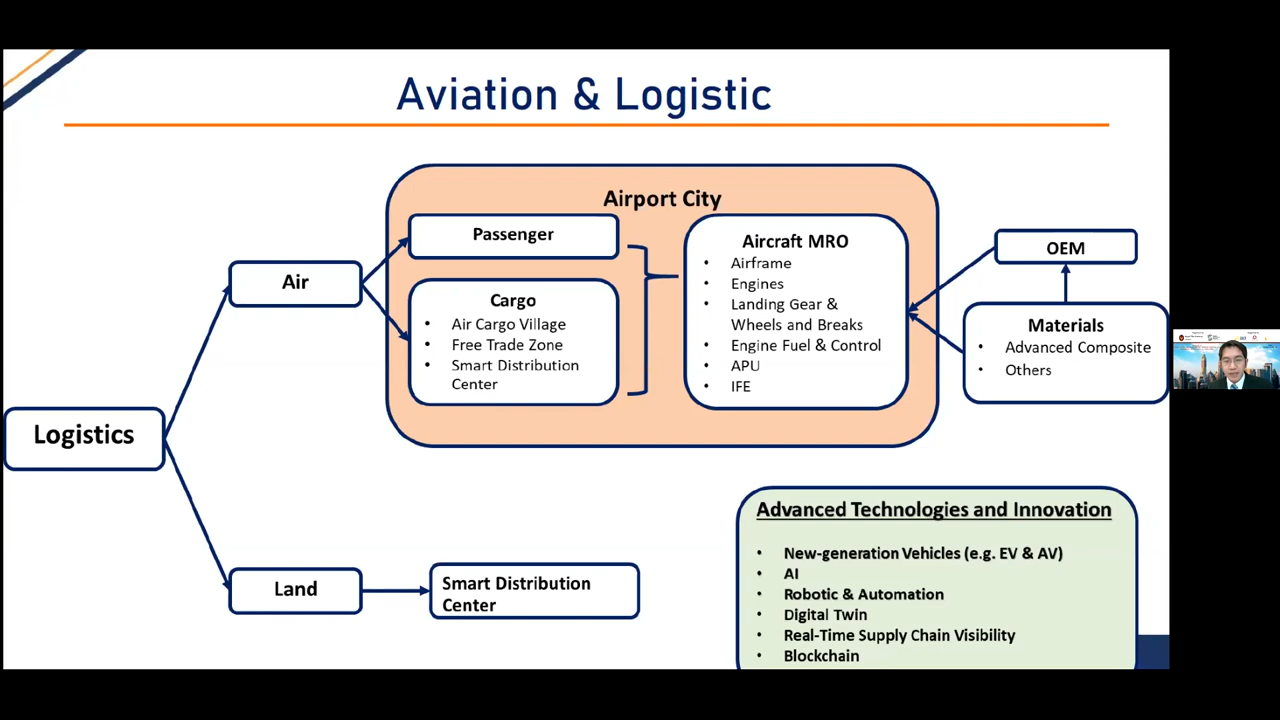 Aviation & Logistic
Airport City
Passenger
Cargo
• Air Cargo Village
• Free Trade Zone
• Smart Distribution
Center
Aircraft MRO
• Airframe
• Engines
• Landing Gear &
Wheels and Breaks
• Engine Fuel & Control
• APU
• IFE
OEM
Materials
• Advanced Composite
• Others
Air
Logistics
Land
Smart Distribution
Center
Advanced Technologies and Innovation
• New-generation Vehicles (e.g. EV & AV)
• AI
• Robotic & Automation
• Digital Twin
• Real-Time Supply Chain Visibility
• Blockchain